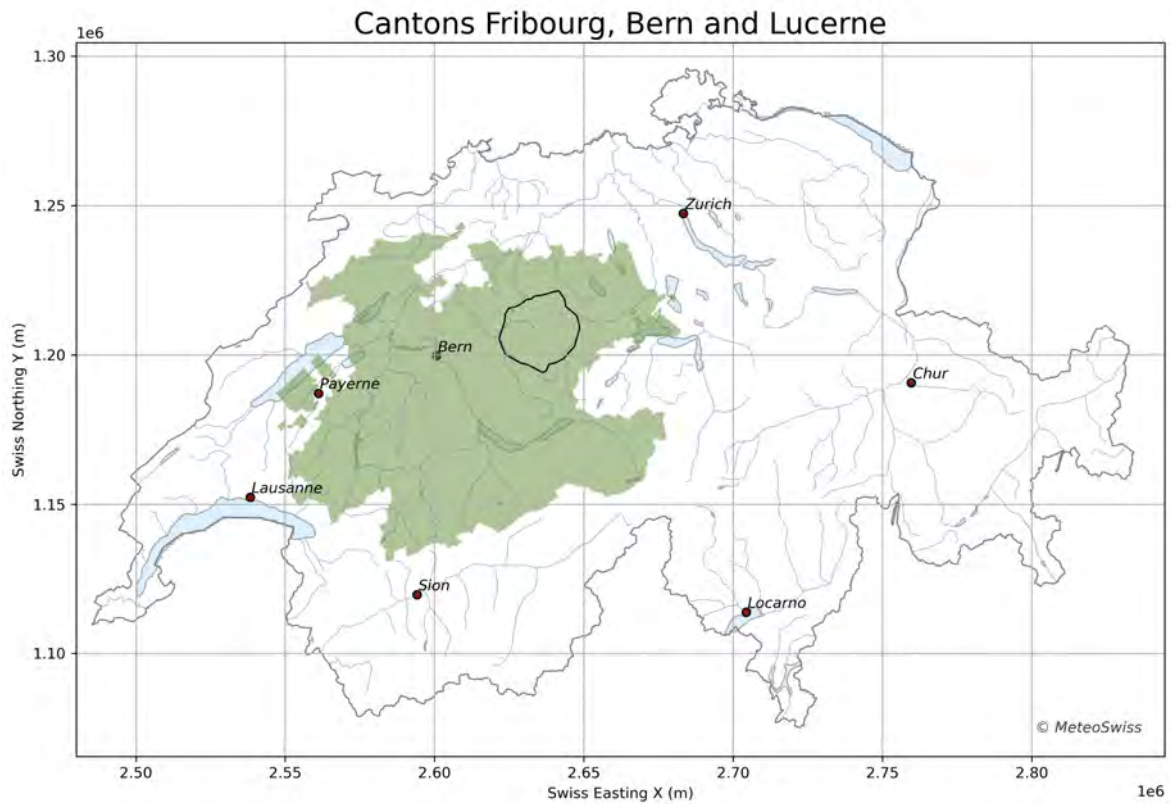 Cantons Fribourg, Bern and Lucerne
1e6
1.30
1.25
1.20
1.15
1.10
Swiss Northing Y (m)
Zurich
Bern
Payerne
Chur
Lausanne
Sion
Locarno
© MeteoSwiss
2.50 2.55 2.60 2.65 2.70 2.75 2.80
Swiss Easting X (m)
1e6